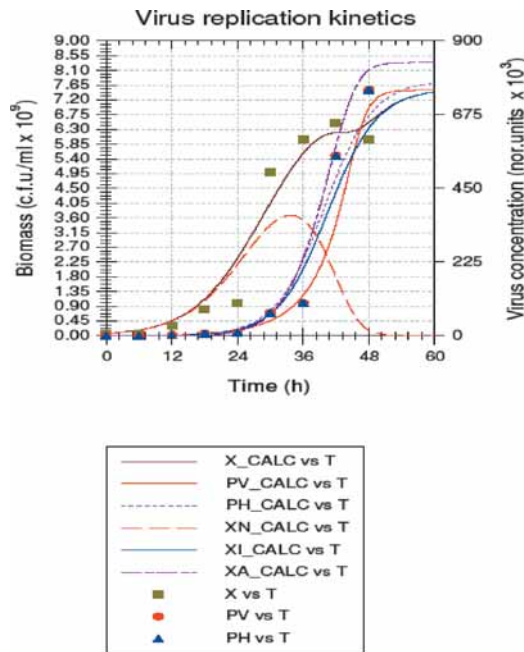 Virus replication kinetics
9.00
8.55
8.10
7.65
7.20
6.75
6.30
5.85
5.40
4.95
4.50
4.05
3.60
3.15
2.70
2.25
1.80
1.35
0.90
0.45
0.00
Biomass (c.f.u./ml x 10⁹)
900
675
450
225
0
Virus concentration (nor.units x 10³)
0 12 24 36 48 60
Time (h)
X_CALC vs T
PV_CALC vs T
PH_CALC vs T
XN_CALC vs T
XI_CALC vs T
XA_CALC vs T
X vs T
PV vs T
PH vs T